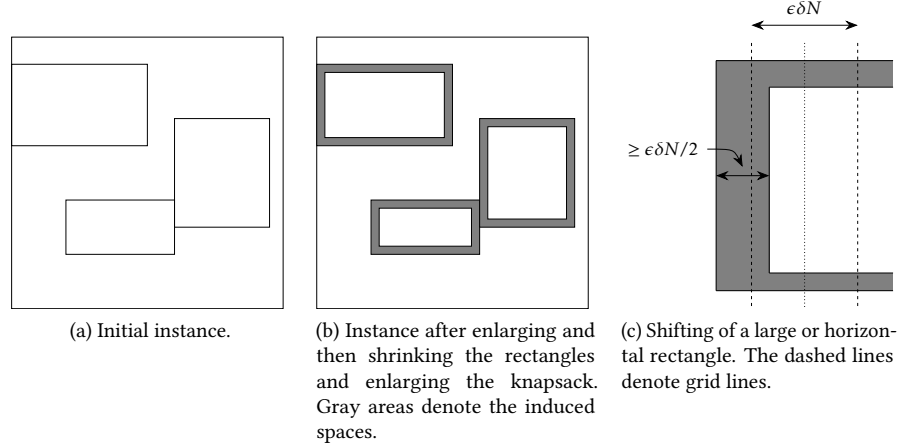 ϵδN
≥ ϵδN/2
(a) Initial instance.
(b) Instance after enlarging and
then shrinking the rectangles
and enlarging the knapsack.
Gray areas denote the induced
spaces.
(c) Shifting of a large or horizon-
tal rectangle. The dashed lines
denote grid lines.